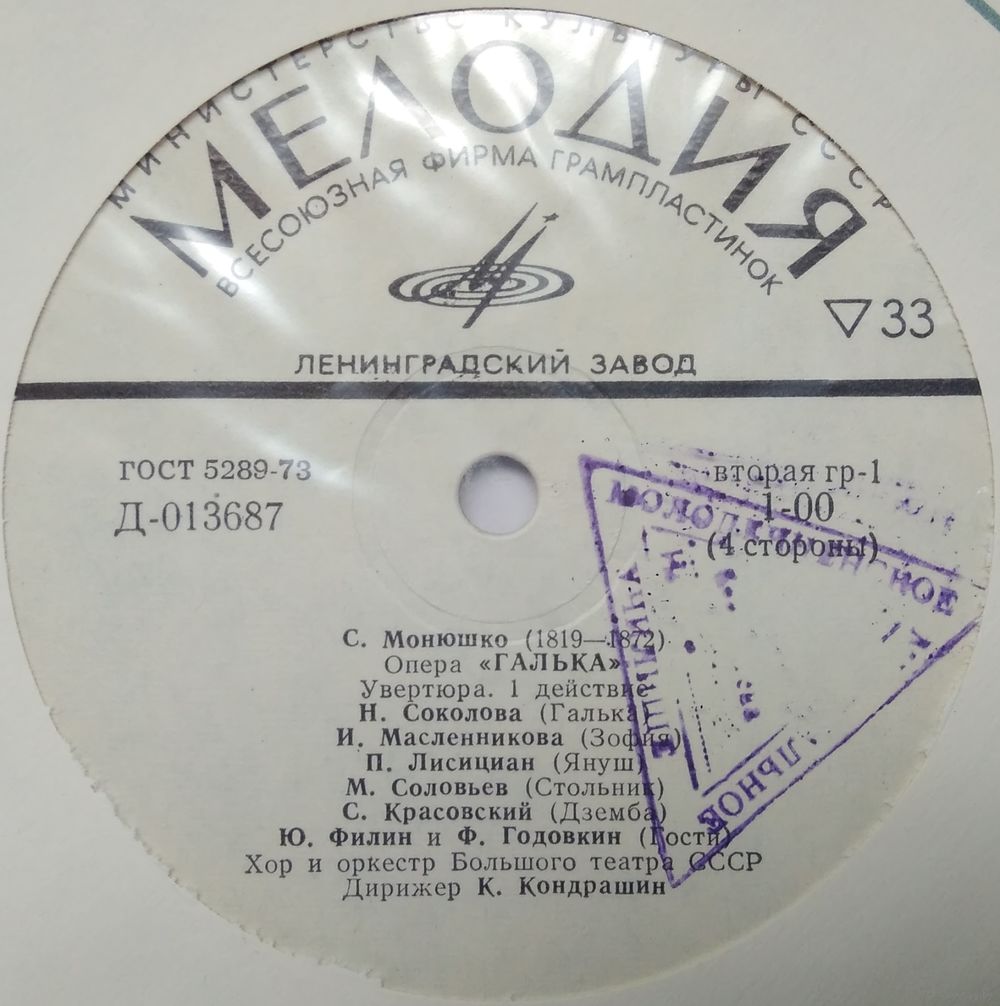 МИНИСТЕРСТВО КУЛЬТУРЫ СССР
МЕЛОДИЯ
ВСЕСОЮЗНАЯ ФИРМА ГРАМПЛАСТИНОК
33
ЛЕНИНГРАДСКИЙ ЗАВОД
ГОСТ 5289-73
Д-013687
вторая гр-1
1-00
(4 стороны)
С. Монюшко (1819—1872)
Опера «ГАЛЬКА»
Увертюра. 1 действие
Н. Соколова (Галька)
И. Масленникова (Зофия)
П. Лисициан (Януш)
М. Соловьев (Стольник)
С. Красовский (Дземба)
Ю. Филин и Ф. Годовкин (Гости)
Хор и оркестр Большого театра СССР
Дирижер К. Кондрашин